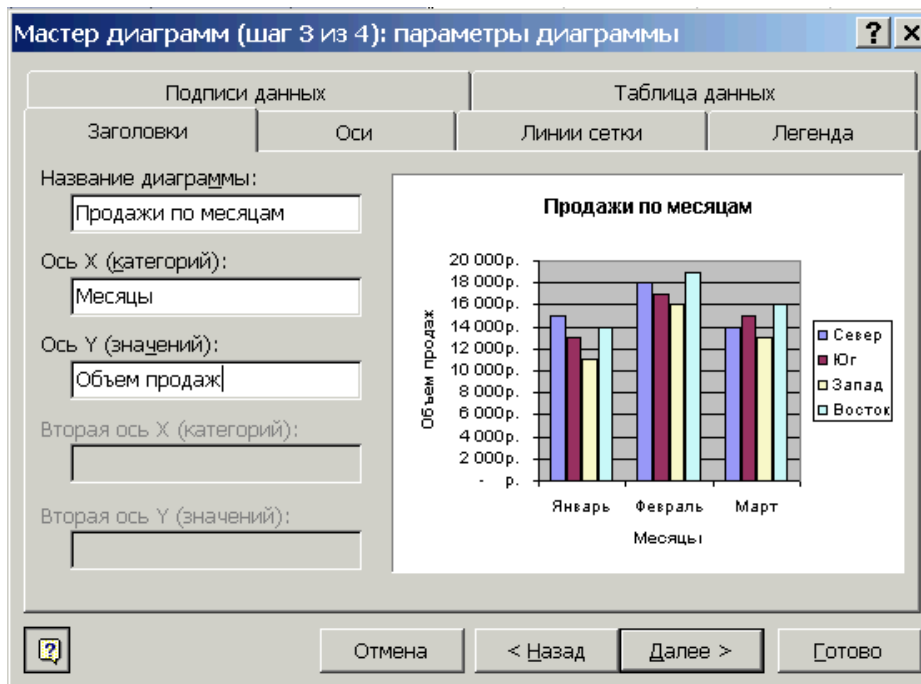 Мастер диаграмм (шаг 3 из 4): параметры диаграммы
Подписи данных
Таблица данных
Заголовки
Оси
Линии сетки
Легенда
Название диаграммы:
Продажи по месяцам
Ось X (категорий):
Месяцы
Ось Y (значений):
Объем продаж
Вторая ось X (категорий):
Вторая ось Y (значений):
Продажи по месяцам
Объем продаж
20 000р.
18 000р.
16 000р.
14 000р.
12 000р.
10 000р.
8 000р.
6 000р.
4 000р.
2 000р.
- р.
Январь
Февраль
Март
Месяцы
Север
Юг
Запад
Восток
Отмена
< Назад
Далее >
Готово